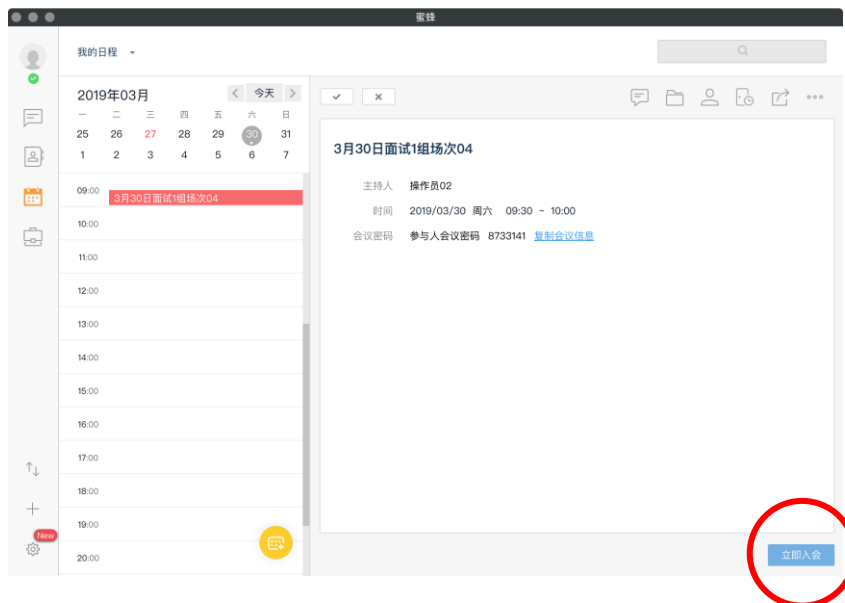 蜜蜂
我的日程
2019年03月 < 今天 >
一 二 三 四 五 六 日
25 26 27 28 29 30 31
1 2 3 4 5 6 7
09:00
3月30日面试1组场次04
10:00
11:00
12:00
13:00
14:00
15:00
16:00
17:00
18:00
19:00
20:00
New
3月30日面试1组场次04
主持人 操作员02
时间 2019/03/30 周六 09:30 ~ 10:00
会议密码 参与人会议密码 8733141 复制会议信息
立即入会